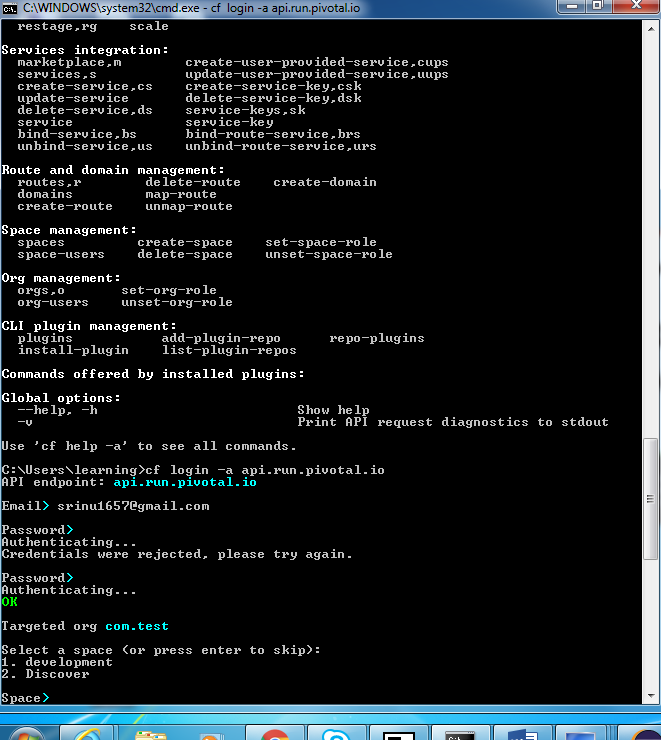 C:\WINDOWS\system32\cmd.exe - cf login -a api.run.pivotal.io
restage,rg scale
Services integration:
marketplace,m create-user-provided-service,cups
services,s update-user-provided-service,uups
create-service,cs create-service-key,csk
update-service delete-service-key,dsk
delete-service,ds service-keys,sk
service service-key
bind-service,bs bind-route-service,brs
unbind-service,us unbind-route-service,urs
Route and domain management:
routes,r delete-route create-domain
domains map-route
create-route unmap-route
Space management:
spaces create-space set-space-role
space-users delete-space unset-space-role
Org management:
orgs,o set-org-role
org-users unset-org-role
CLI plugin management:
plugins add-plugin-repo repo-plugins
install-plugin list-plugin-repos
Commands offered by installed plugins:
Global options:
--help, -h Show help
-v Print API request diagnostics to stdout
Use 'cf help -a' to see all commands.
C:\Users\learning>cf login -a api.run.pivotal.io
API endpoint: api.run.pivotal.io
Email> srinu1657@gmail.com
Password>
Authenticating...
Credentials were rejected, please try again.
Password>
Authenticating...
OK
Targeted org com.test
Select a space (or press enter to skip):
1. development
2. Discover
Space>